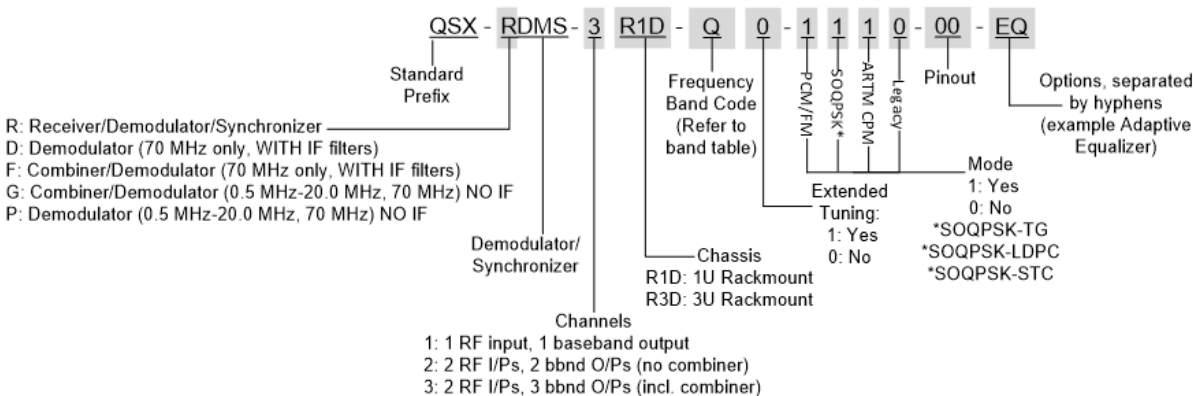 QSX - RDMS - 3 R1D - Q 0 - 1 1 1 0 - 00 - EQ
Standard
Prefix
R: Receiver/Demodulator/Synchronizer
D: Demodulator (70 MHz only, WITH IF filters)
F: Combiner/Demodulator (70 MHz only, WITH IF filters)
G: Combiner/Demodulator (0.5 MHz-20.0 MHz, 70 MHz) NO IF
P: Demodulator (0.5 MHz-20.0 MHz, 70 MHz) NO IF
Demodulator/
Synchronizer
Channels
1: 1 RF input, 1 baseband output
2: 2 RF I/Ps, 2 bbnd O/Ps (no combiner)
3: 2 RF I/Ps, 3 bbnd O/Ps (incl. combiner)
Chassis
R1D: 1U Rackmount
R3D: 3U Rackmount
Frequency
Band Code
(Refer to
band table)
Extended
Tuning:
1: Yes
0: No
PCM/FM
SOQPSK*
ARTM CPM
Legacy
Mode
1: Yes
0: No
*SOQPSK-TG
*SOQPSK-LDPC
*SOQPSK-STC
Pinout
Options, separated
by hyphens
(example Adaptive
Equalizer)